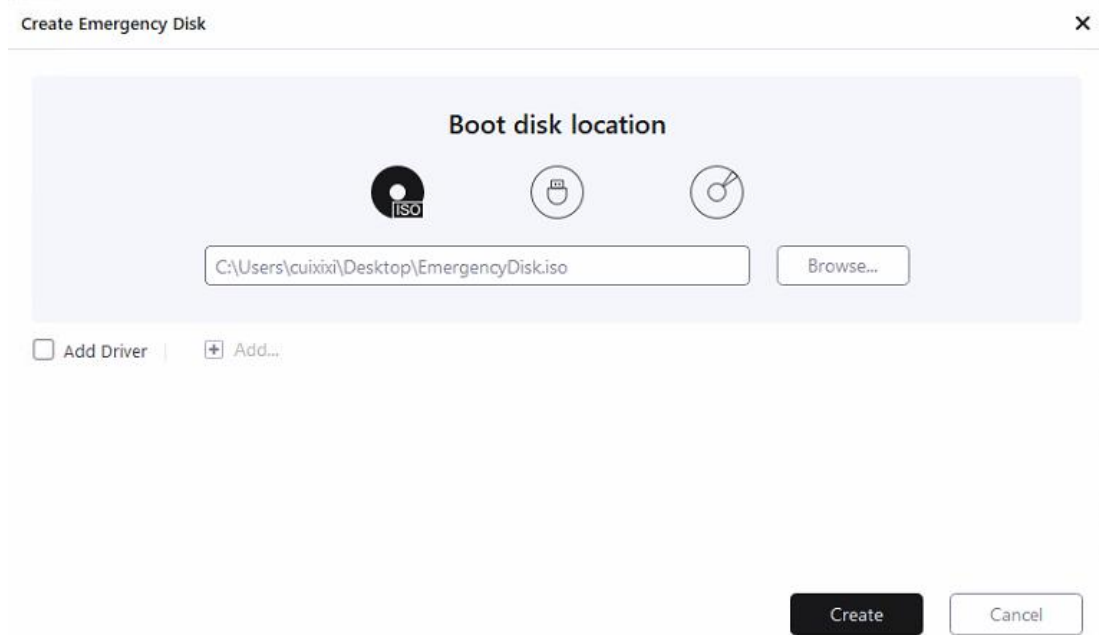 Create Emergency Disk
Boot disk location
ISO
C:\Users\cuixixi\Desktop\EmergencyDisk.iso
Browse...
Add Driver
Add...
Create
Cancel